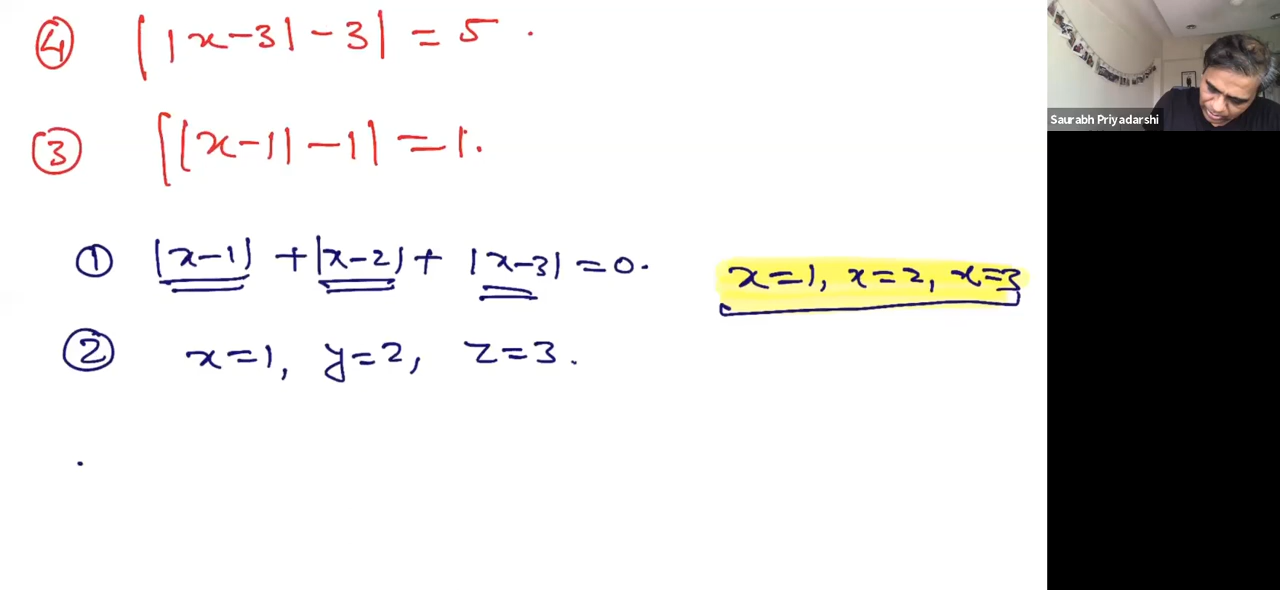 ④ ||x-3|-3| = 5.
③ ||x-1|-1| = 1.
① |x-1| + |x-2| + |x-3| = 0. x=1, x=2, x=3
② x=1, y=2, z=3.
Saurabh Priyadarshi